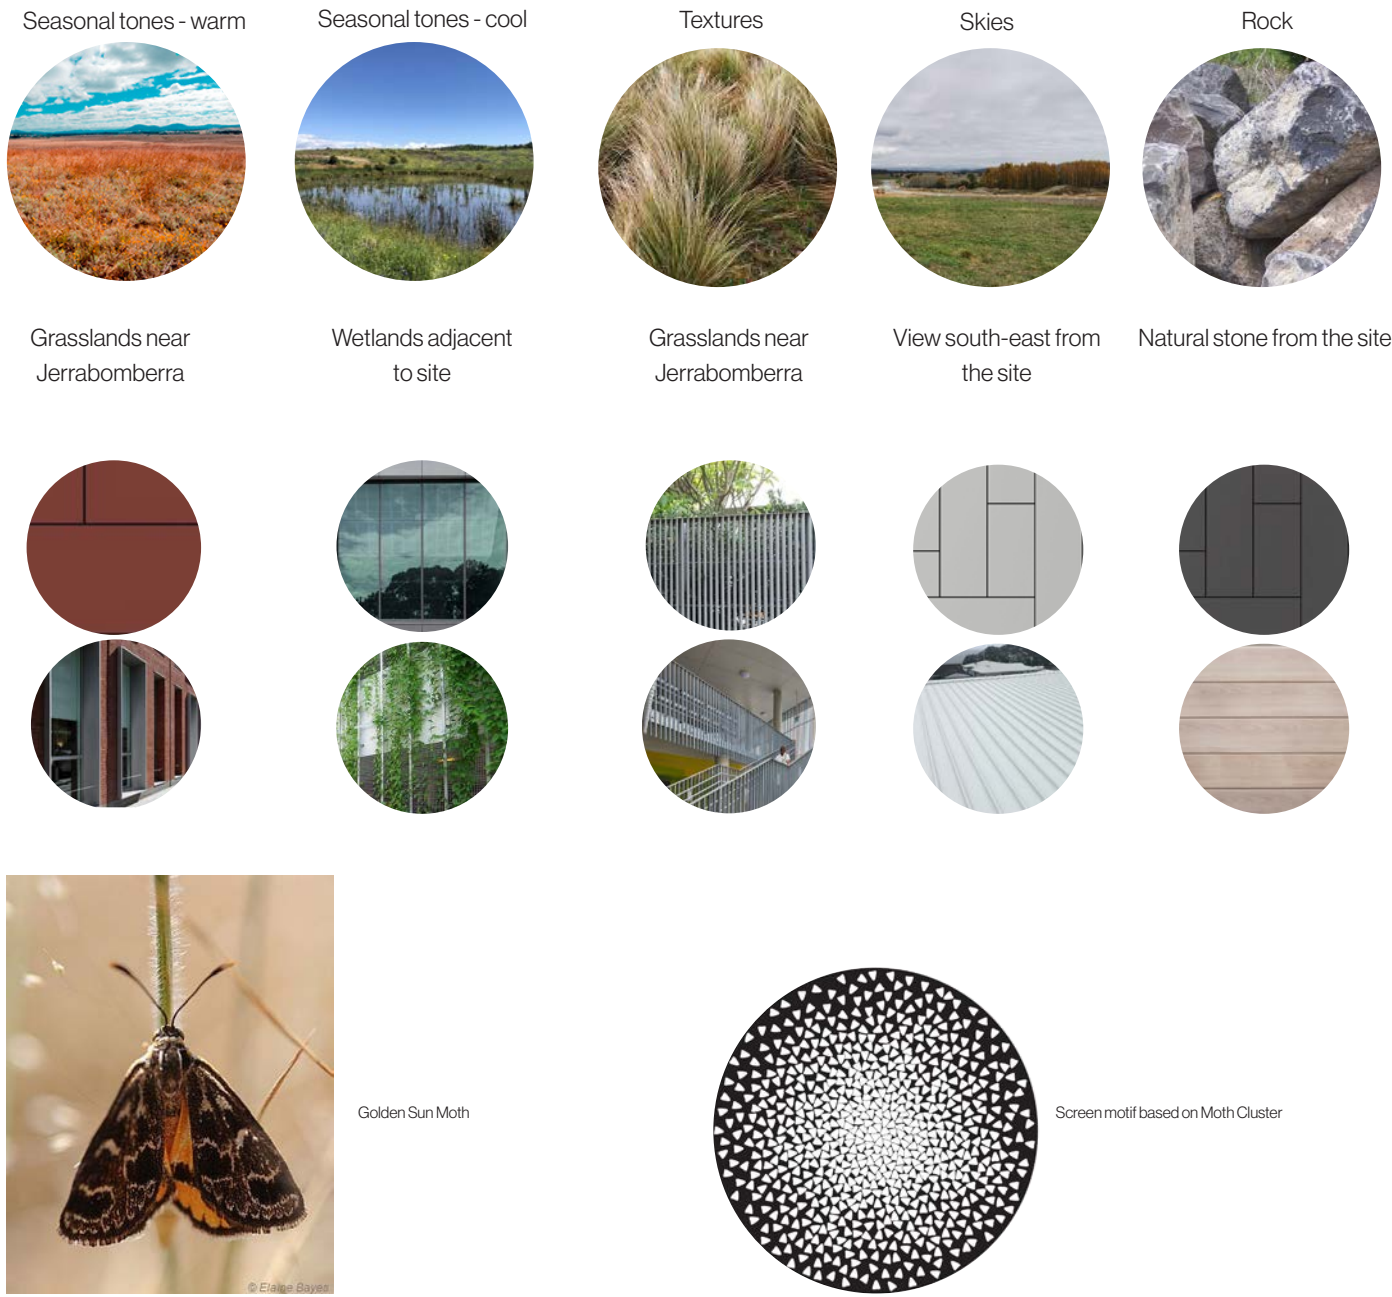 Seasonal tones - warm
Seasonal tones - cool
Textures
Skies
Rock
Grasslands near
Jerrabomberra
Wetlands adjacent
to site
Grasslands near
Jerrabomberra
View south-east from
the site
Natural stone from the site
Golden Sun Moth
Screen motif based on Moth Cluster
© Elaine Bayes